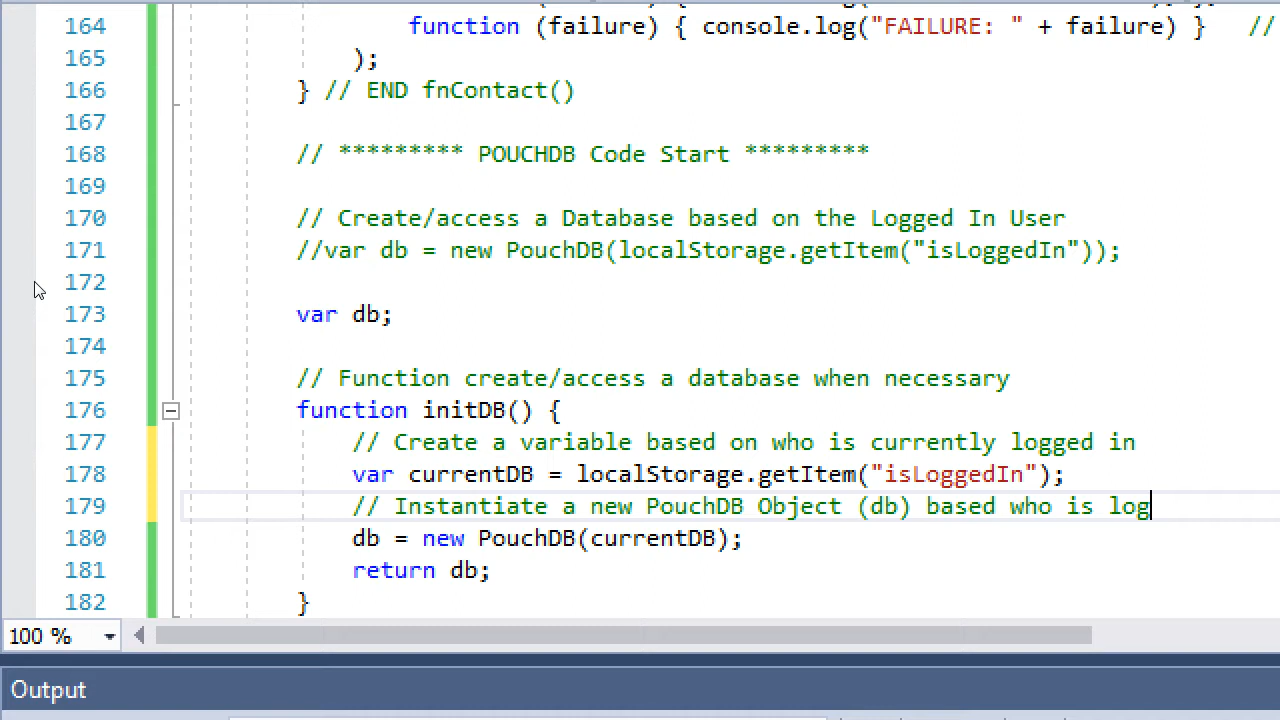 164 function (failure) { console.log("FAILURE: " + failure) } //
165 );
166 } // END fnContact()
167
168 // ********* POUCHDB Code Start *********
169
170 // Create/access a Database based on the Logged In User
171 //var db = new PouchDB(localStorage.getItem("isLoggedIn"));
172
173 var db;
174
175 // Function create/access a database when necessary
176 function initDB() {
177 // Create a variable based on who is currently logged in
178 var currentDB = localStorage.getItem("isLoggedIn");
179 // Instantiate a new PouchDB Object (db) based who is log
180 db = new PouchDB(currentDB);
181 return db;
182 }
100 %
Output